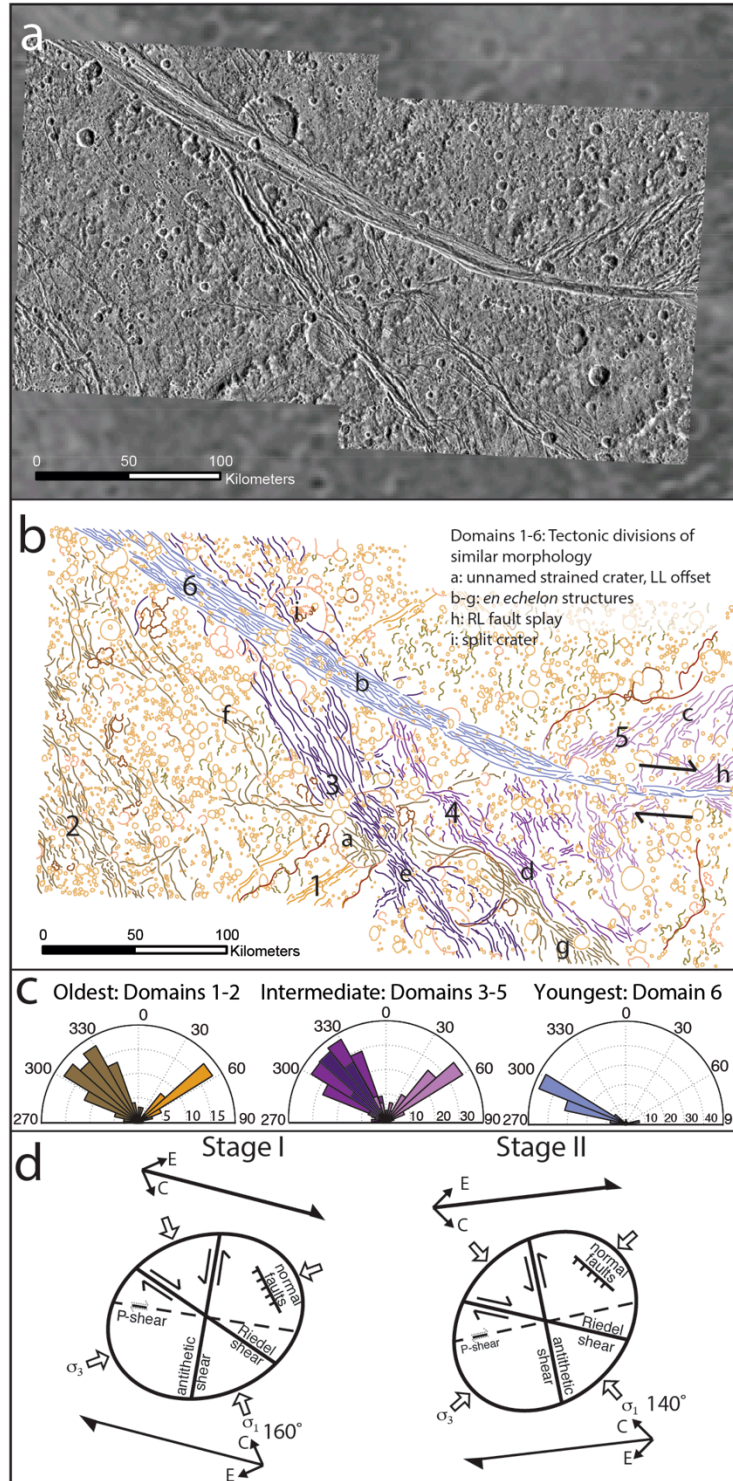 a
0 50 100
Kilometers
b
Domains 1-6: Tectonic divisions of
similar morphology
a: unnamed strained crater, LL offset
b-g: en echelon structures
h: RL fault splay
i: split crater
6
i
b
c
5
f
h
3
2
4
a
d
e
1
g
0 50 100
Kilometers
c
Oldest: Domains 1-2
Intermediate: Domains 3-5
Youngest: Domain 6
0
330 30
300 60
270 5 10 15 90
0
330 30
300 60
270 10 20 30 90
0
330 30
300 60
270 10 20 30 40
d
Stage I
Stage II
E
C
normal
faults
P-shear
Riedel
shear
antithetic
shear
σ3
σ1 160°
C
E
E
C
normal
faults
P-shear
Riedel
shear
antithetic
shear
σ3
σ1 140°
C
E